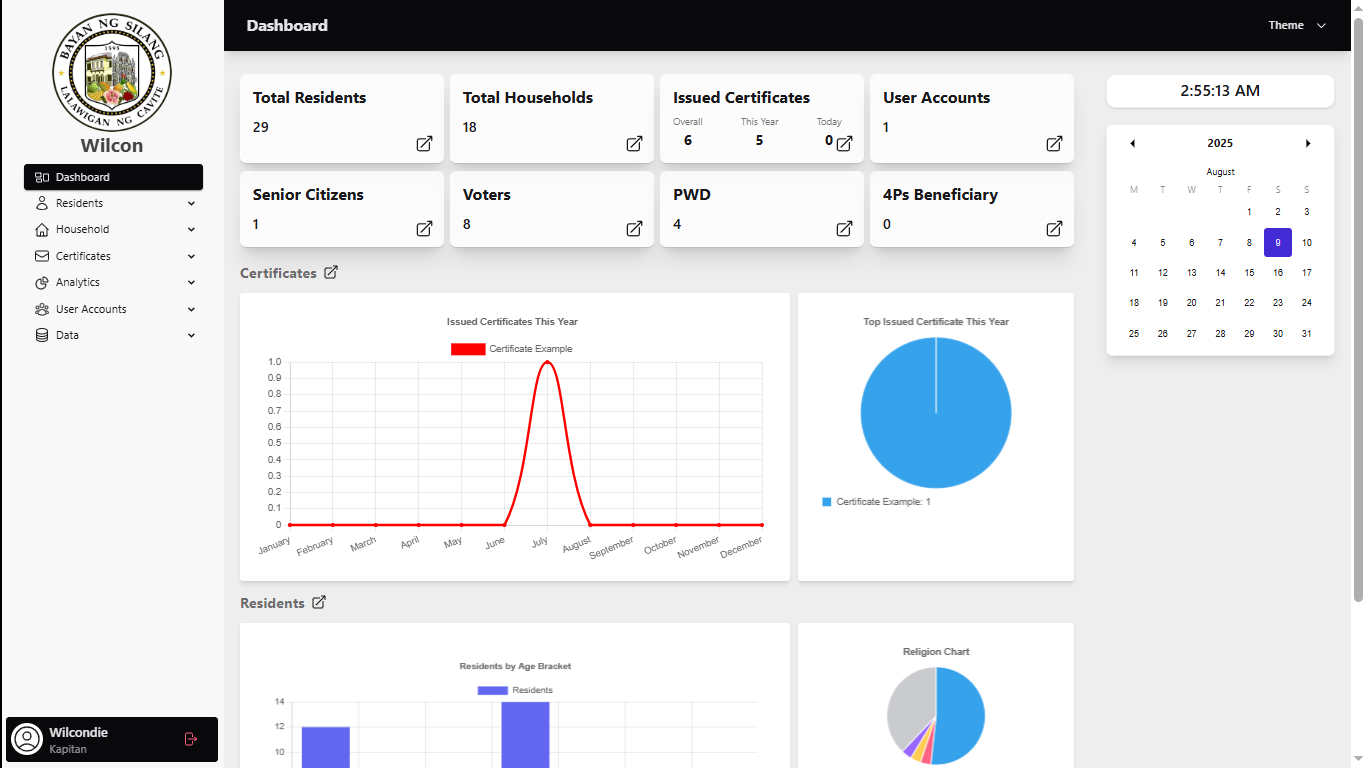 BAYAN NG SILANG
1595
LALAWIGAN NG CAVITE
Wilcon
Dashboard
Residents
Household
Certificates
Analytics
User Accounts
Data
Wilcondie
Kapitan
Dashboard
Theme
Total Residents
29
Total Households
18
Issued Certificates
Overall This Year Today
6 5 0
User Accounts
1
Senior Citizens
1
Voters
8
PWD
4
4Ps Beneficiary
0
Certificates
Issued Certificates This Year
Certificate Example
1.0
0.9
0.8
0.7
0.6
0.5
0.4
0.3
0.2
0.1
0
January February March April May June July August September October November December
Top Issued Certificate This Year
Certificate Example: 1
Residents
Residents by Age Bracket
Residents
14
12
10
Religion Chart
2:55:13 AM
2025
August
M T W T F S S
1 2 3
4 5 6 7 8 9 10
11 12 13 14 15 16 17
18 19 20 21 22 23 24
25 26 27 28 29 30 31